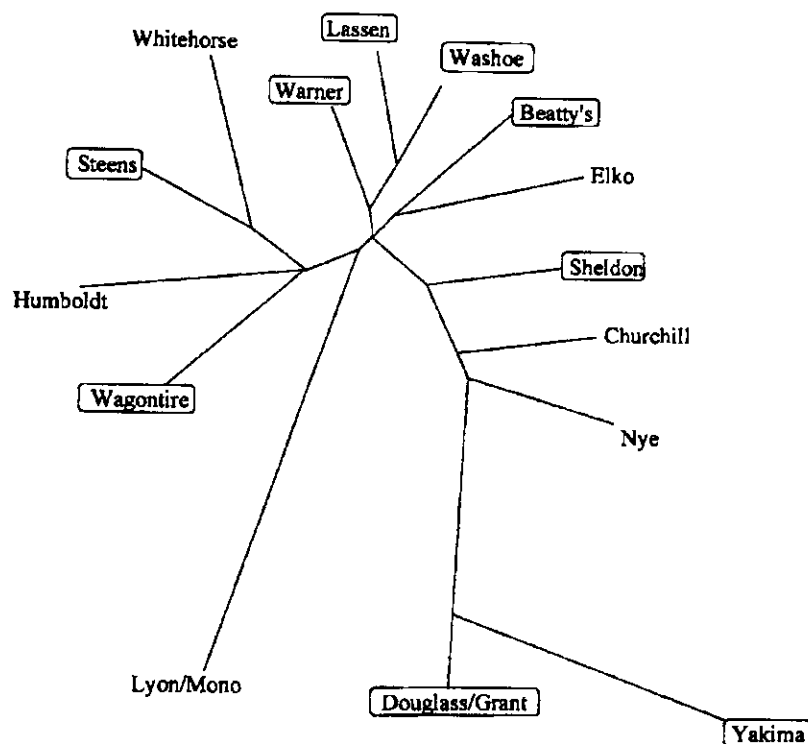 Lassen
Whitehorse
Washoe
Warner
Beatty's
Steens
Elko
Sheldon
Humboldt
Churchill
Wagontire
Nye
Lyon/Mono
Douglass/Grant
Yakima